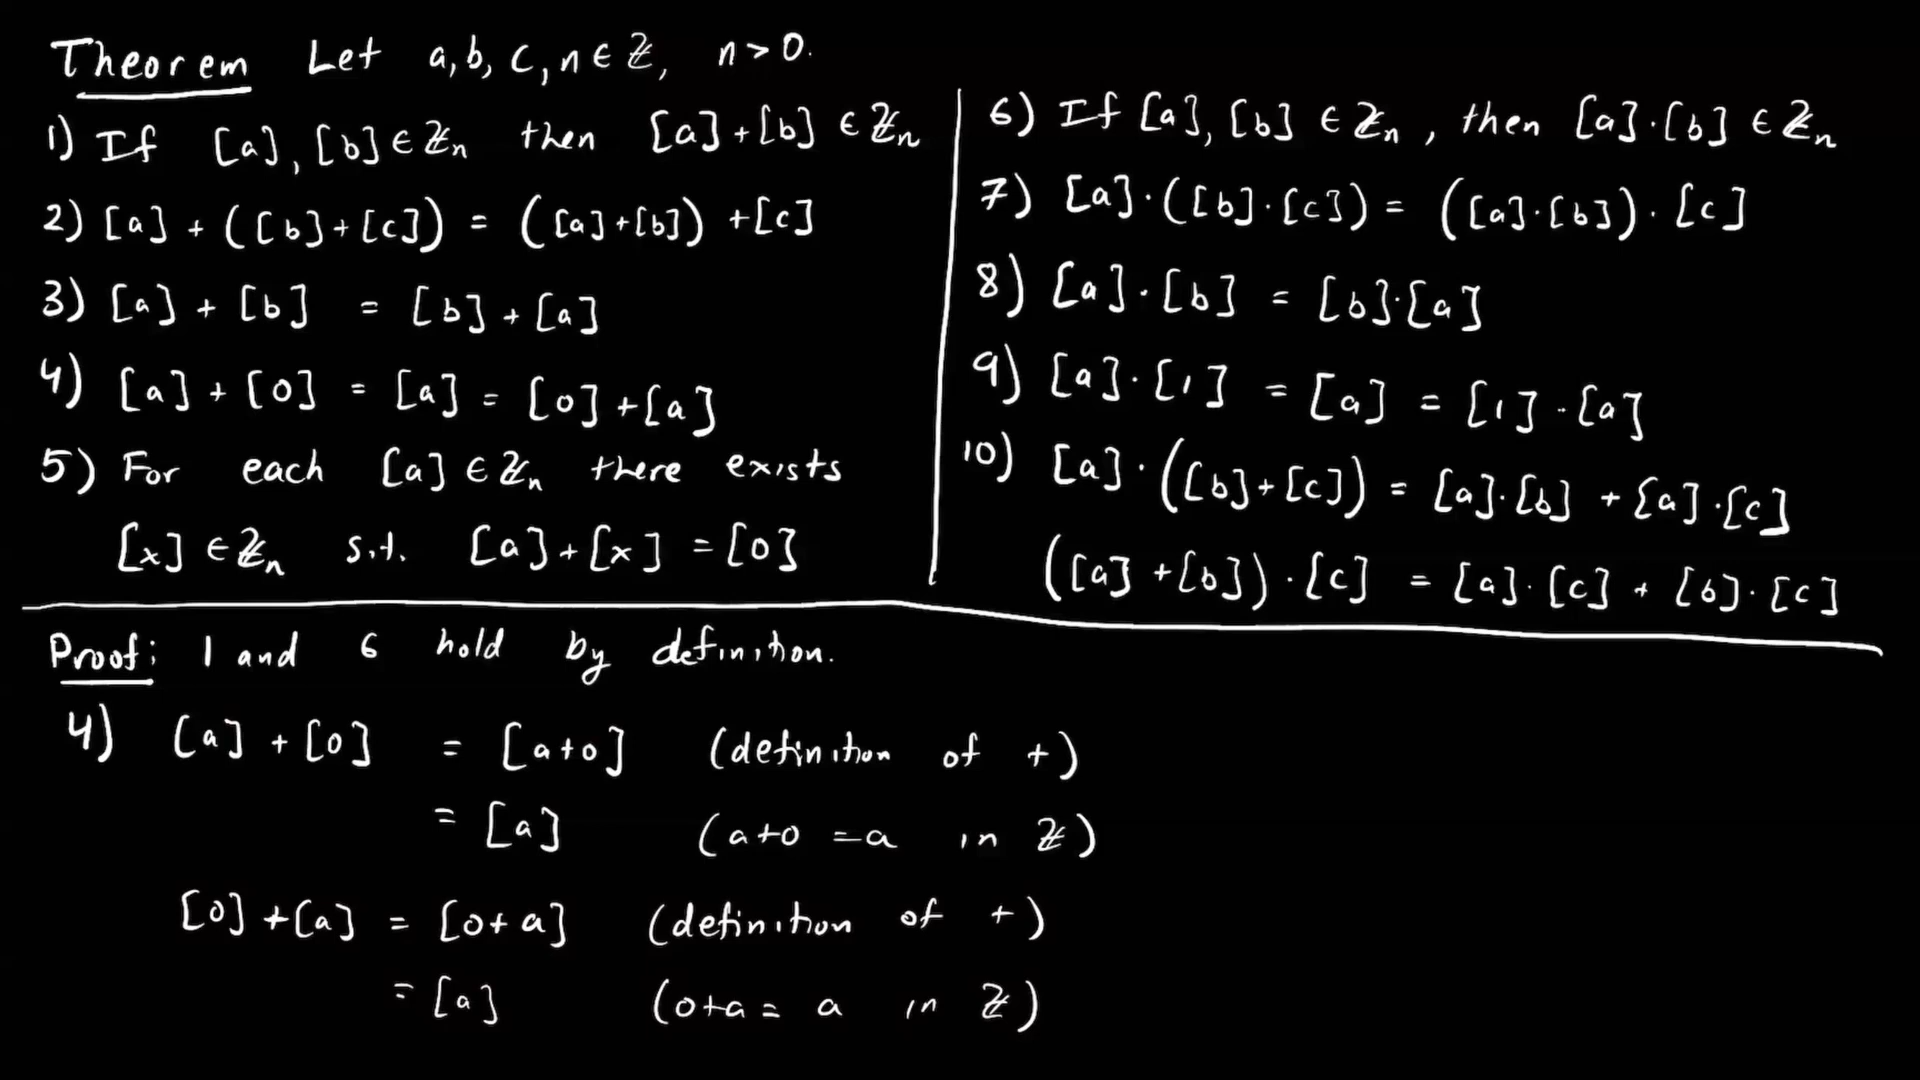 Theorem Let a, b, c, n ∈ ℤ, n > 0.
1) If [a], [b] ∈ ℤₙ then [a] + [b] ∈ ℤₙ
2) [a] + ([b] + [c]) = ([a] + [b]) + [c]
3) [a] + [b] = [b] + [a]
4) [a] + [0] = [a] = [0] + [a]
5) For each [a] ∈ ℤₙ there exists
[x] ∈ ℤₙ s.t. [a] + [x] = [0]
6) If [a], [b] ∈ ℤₙ, then [a]·[b] ∈ ℤₙ
7) [a]·([b]·[c]) = ([a]·[b])·[c]
8) [a]·[b] = [b]·[a]
9) [a]·[1] = [a] = [1]·[a]
10) [a]·([b] + [c]) = [a]·[b] + [a]·[c]
([a] + [b])·[c] = [a]·[c] + [b]·[c]
Proof: 1 and 6 hold by definition.
4) [a] + [0] = [a+0] (definition of +)
= [a] (a+0 = a in ℤ)
[0] + [a] = [0+a] (definition of +)
= [a] (0+a = a in ℤ)